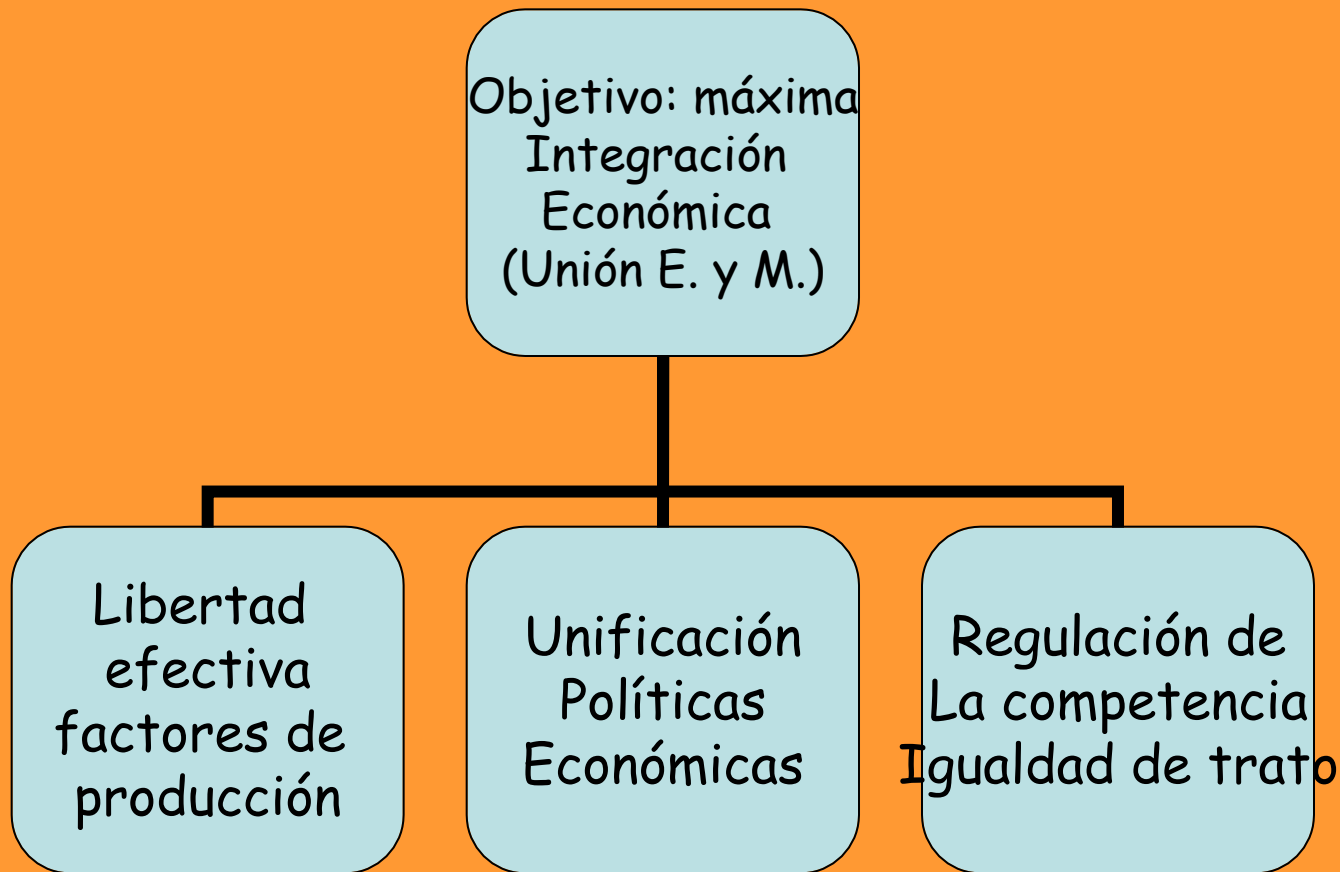 Objetivo: máxima
Integración
Económica
(Unión E. y M.)
Libertad
efectiva
factores de
producción
Unificación
Políticas
Económicas
Regulación de
La competencia
Igualdad de trato